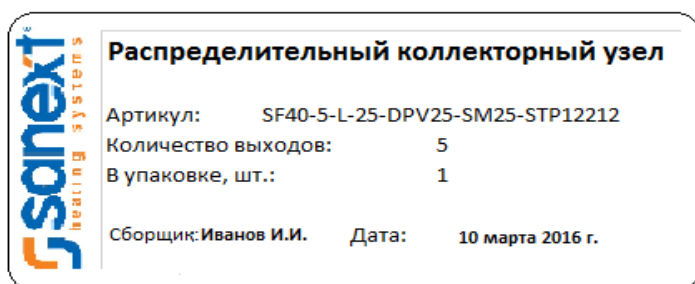 sanext®
heating systems
Распределительный коллекторный узел
Артикул: SF40-5-L-25-DPV25-SM25-STP12212
Количество выходов: 5
В упаковке, шт.: 1
Сборщик: Иванов И.И. Дата: 10 марта 2016 г.